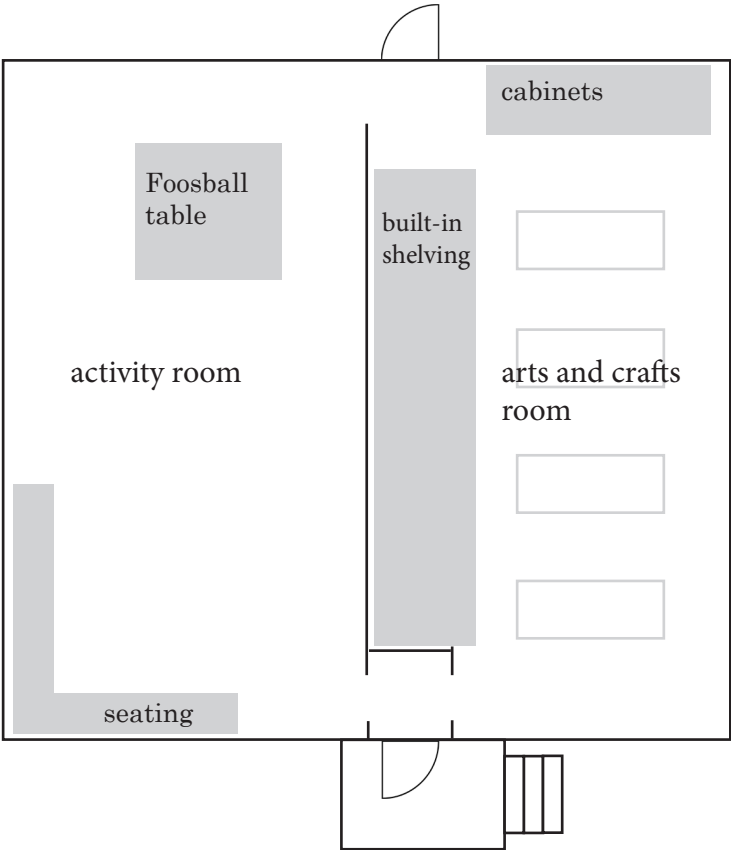 cabinets
Foosball
table
built-in
shelving
activity room
arts and crafts
room
seating